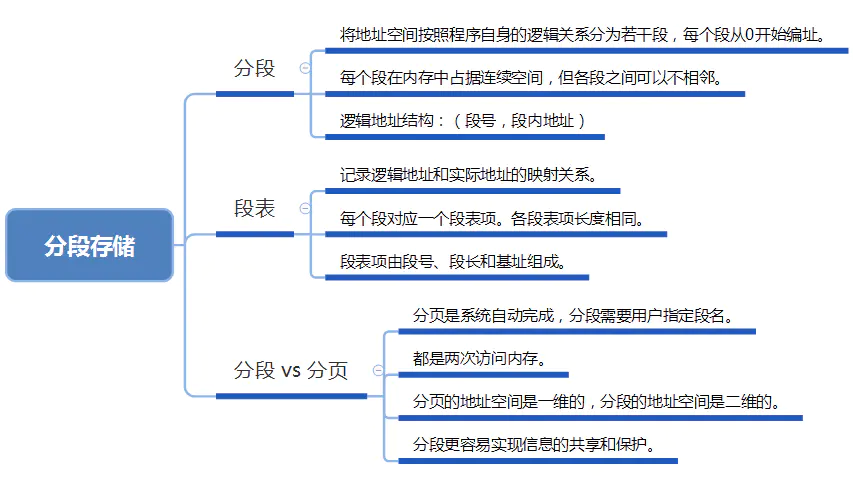 分段存储
分段
将地址空间按照程序自身的逻辑关系分为若干段，每个段从0开始编址。
每个段在内存中占据连续空间，但各段之间可以不相邻。
逻辑地址结构：（段号，段内地址）
段表
记录逻辑地址和实际地址的映射关系。
每个段对应一个段表项。各段表项长度相同。
段表项由段号、段长和基址组成。
分段 vs 分页
分页是系统自动完成，分段需要用户指定段名。
都是两次访问内存。
分页的地址空间是一维的，分段的地址空间是二维的。
分段更容易实现信息的共享和保护。